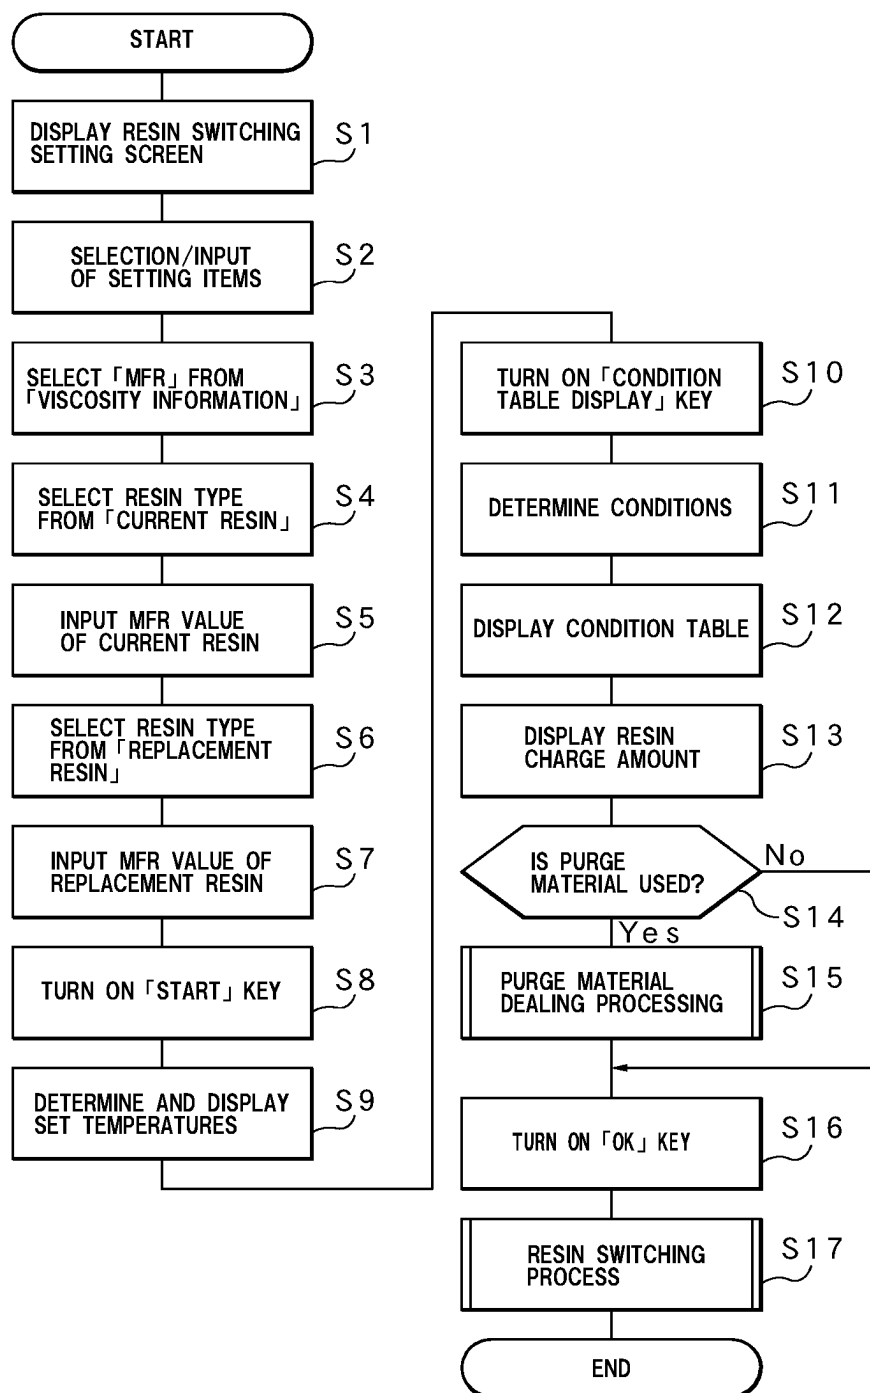 START
DISPLAY RESIN SWITCHING
SETTING SCREEN
S1
SELECTION/INPUT
OF SETTING ITEMS
S2
SELECT「MFR」FROM
「VISCOSITY INFORMATION」
S3
SELECT RESIN TYPE
FROM「CURRENT RESIN」
S4
INPUT MFR VALUE
OF CURRENT RESIN
S5
SELECT RESIN TYPE
FROM「REPLACEMENT
RESIN」
S6
INPUT MFR VALUE OF
REPLACEMENT RESIN
S7
TURN ON「START」KEY
S8
DETERMINE AND DISPLAY
SET TEMPERATURES
S9
TURN ON「CONDITION
TABLE DISPLAY」KEY
S10
DETERMINE CONDITIONS
S11
DISPLAY CONDITION TABLE
S12
DISPLAY RESIN
CHARGE AMOUNT
S13
IS PURGE
MATERIAL USED?
No
S14
Yes
PURGE MATERIAL
DEALING PROCESSING
S15
TURN ON「OK」KEY
S16
RESIN SWITCHING
PROCESS
S17
END